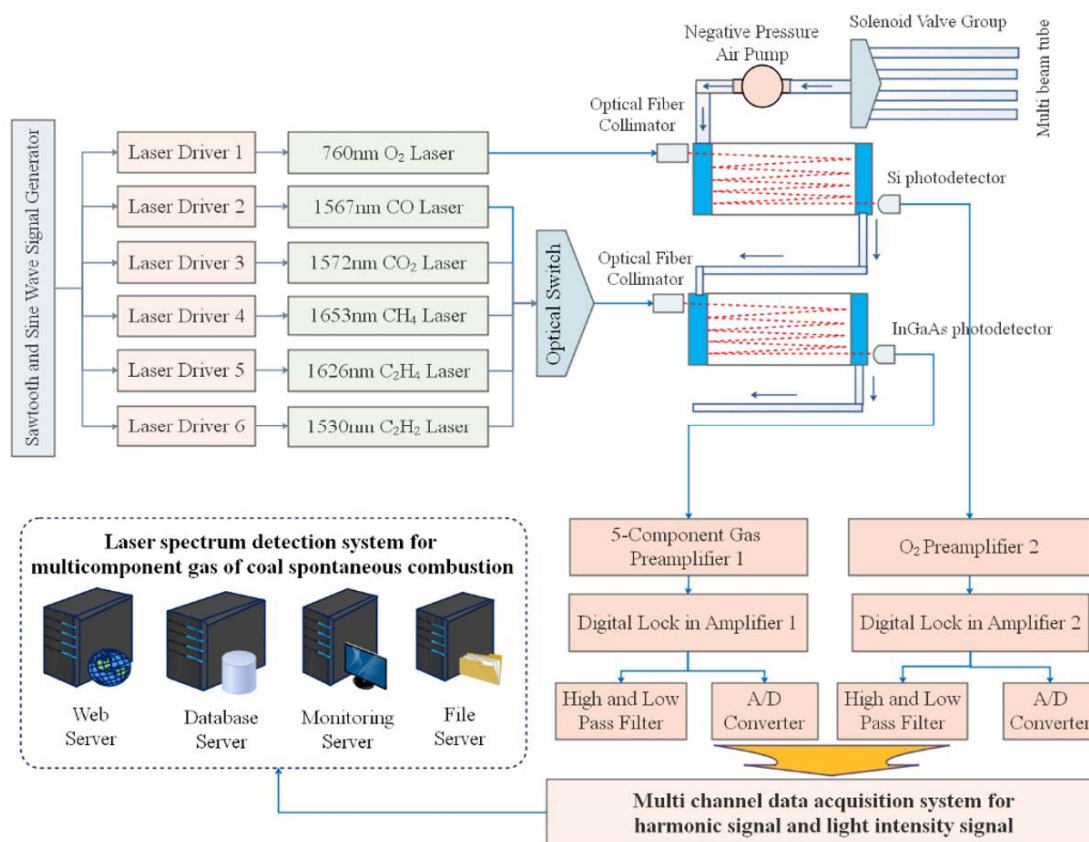 Solenoid Valve Group
Negative Pressure
Air Pump
Multi beam tube
Optical Fiber
Collimator
Sawtooth and Sine Wave Signal Generator
Laser Driver 1
760nm O₂ Laser
Si photodetector
Laser Driver 2
1567nm CO Laser
Laser Driver 3
1572nm CO₂ Laser
Optical Switch
Optical Fiber
Collimator
Laser Driver 4
1653nm CH₄ Laser
InGaAs photodetector
Laser Driver 5
1626nm C₂H₄ Laser
Laser Driver 6
1530nm C₂H₂ Laser
Laser spectrum detection system for
multicomponent gas of coal spontaneous combustion
Web
Server
Database
Server
Monitoring
Server
File
Server
5-Component Gas
Preamplifier 1
O₂ Preamplifier 2
Digital Lock in Amplifier 1
Digital Lock in Amplifier 2
High and Low
Pass Filter
A/D
Converter
High and Low
Pass Filter
A/D
Converter
Multi channel data acquisition system for
harmonic signal and light intensity signal